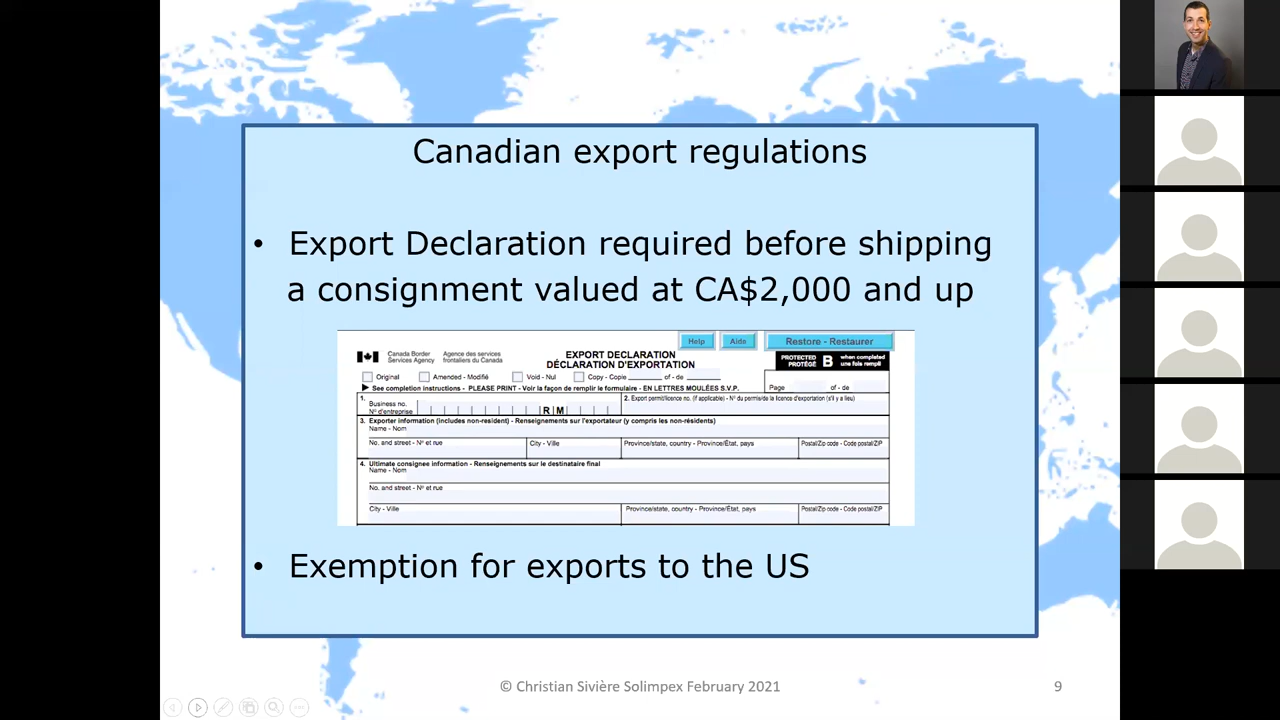 Canadian export regulations
• Export Declaration required before shipping
a consignment valued at CA$2,000 and up
Help Aide Restore - Restaurer
Canada Border Services Agency
Agence des services frontaliers du Canada
EXPORT DECLARATION
DÉCLARATION D'EXPORTATION
PROTECTED PROTÉGÉ B when completed une fois rempli
Original Amended - Modifié Void - Nul Copy - Copie of - de
See completion instructions - PLEASE PRINT - Voir la façon de remplir le formulaire - EN LETTRES MOULÉES S.V.P.
Page of - de
1. Business no. N° d'entreprise R M
2. Export permit/licence no. (if applicable) - N° du permis/de la licence d'exportation (s'il y a lieu)
3. Exporter information (includes non-resident) - Renseignements sur l'exportateur (y compris les non-résidents)
Name - Nom
No. and street - N° et rue City - Ville Province/state, country - Province/État, pays Postal/Zip code - Code postal/ZIP
4. Ultimate consignee information - Renseignements sur le destinataire final
Name - Nom
No. and street - N° et rue
City - Ville Province/state, country - Province/État, pays Postal/Zip code - Code postal/ZIP
• Exemption for exports to the US
© Christian Sivière Solimpex February 2021
9